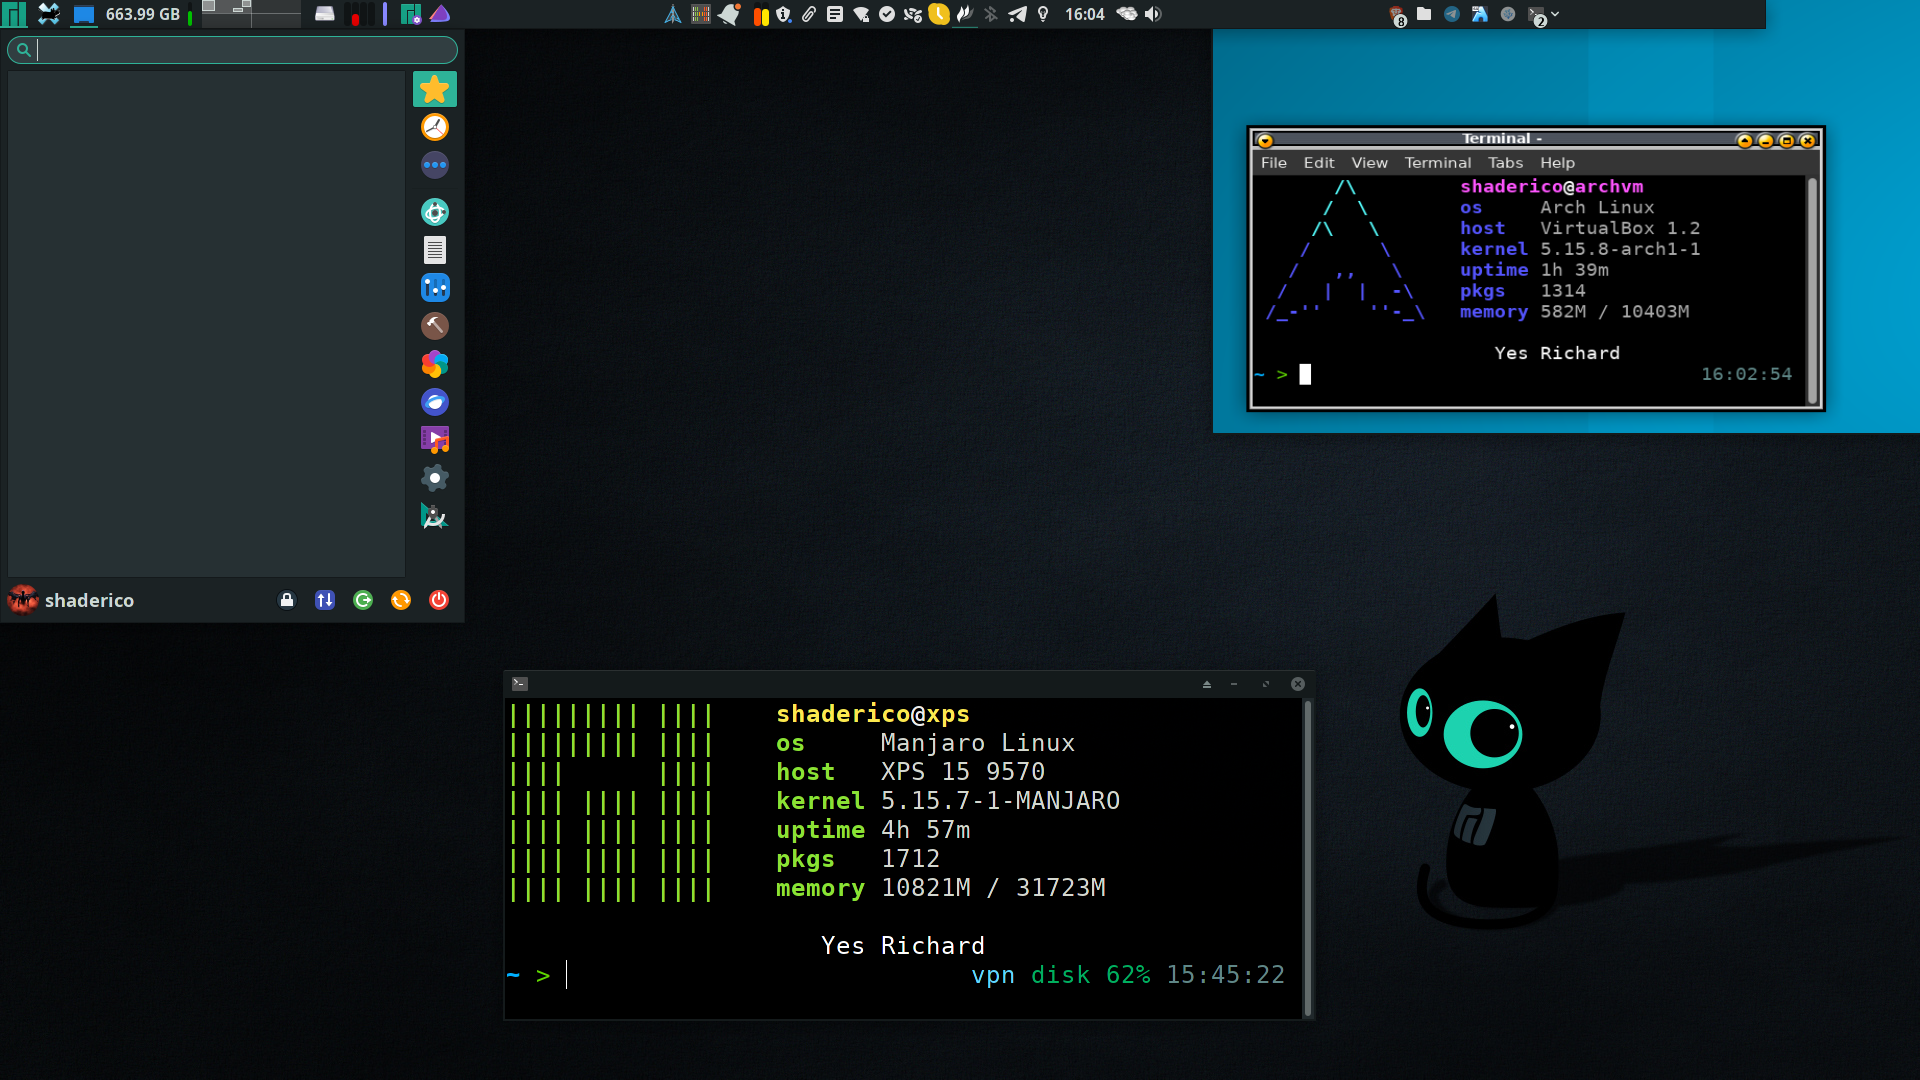 663.99 GB
16:04
8
2
Terminal -
File Edit View Terminal Tabs Help
shaderico@archvm
os Arch Linux
host VirtualBox 1.2
kernel 5.15.8-arch1-1
uptime 1h 39m
pkgs 1314
memory 582M / 10403M
Yes Richard
~ > 16:02:54
shaderico
shaderico@xps
os Manjaro Linux
host XPS 15 9570
kernel 5.15.7-1-MANJARO
uptime 4h 57m
pkgs 1712
memory 10821M / 31723M
Yes Richard
~ > vpn disk 62% 15:45:22